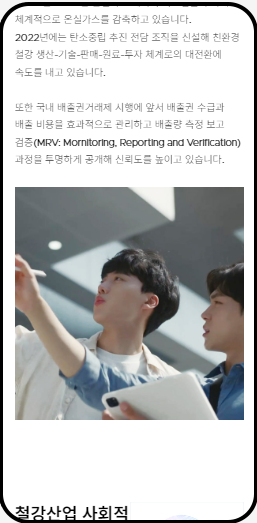 체계적으로 온실가스를 감축하고 있습니다.
2022년에는 탄소중립 추진 전담 조직을 신설해 친환경
철강 생산-기술-판매-원료-투자 체계로의 대전환에
속도를 내고 있습니다.
또한 국내 배출권거래제 시행에 앞서 배출권 수급과
배출 비용을 효과적으로 관리하고 배출량 측정 보고
검증(MRV: Mornitoring, Reporting and Verification)
과정을 투명하게 공개해 신뢰도를 높이고 있습니다.
철강산업 사회적